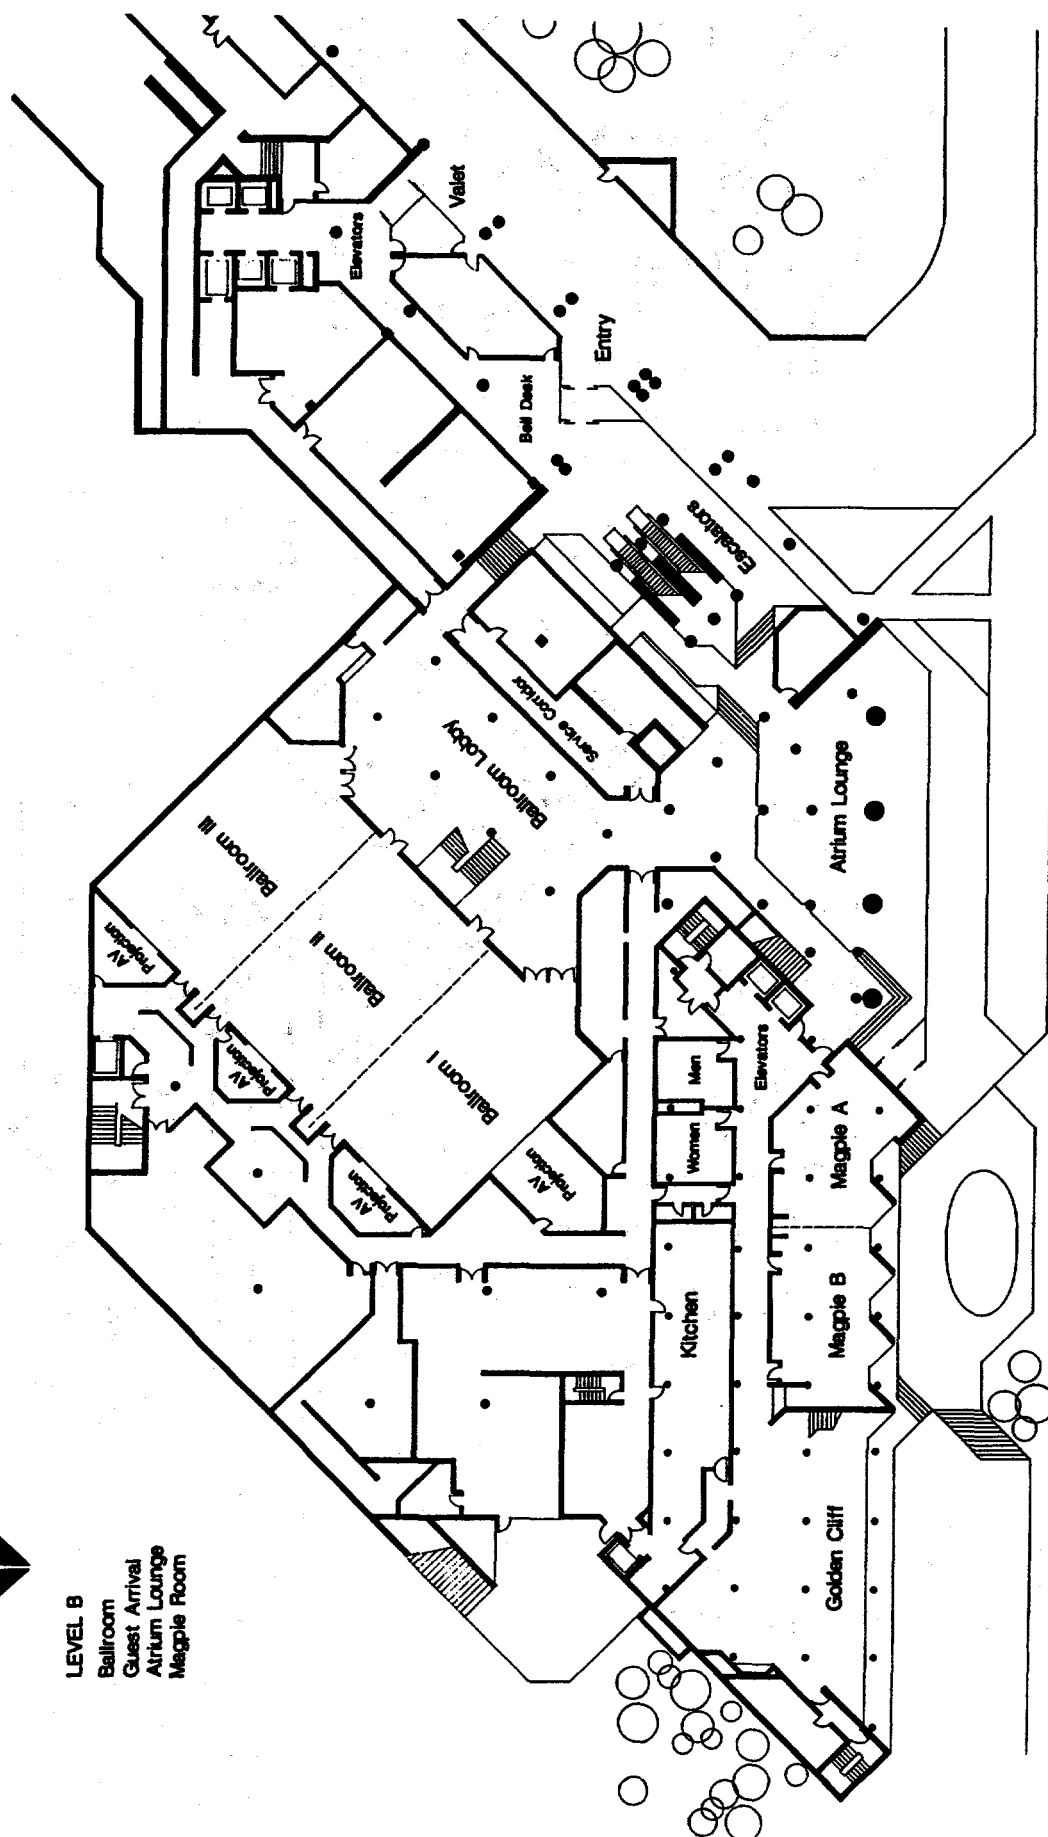 LEVEL B
Ballroom
Guest Arrival
Atrium Lounge
Magpie Room
AV
Projection
AV
Projection
AV
Projection
AV
Projection
Ballroom I
Ballroom II
Ballroom III
Ballroom Lobby
Service Corridor
Elevators
Valet
Entry
Bell Desk
Escalators
Atrium Lounge
Elevators
Men
Women
Kitchen
Magpie A
Magpie B
Golden Cliff